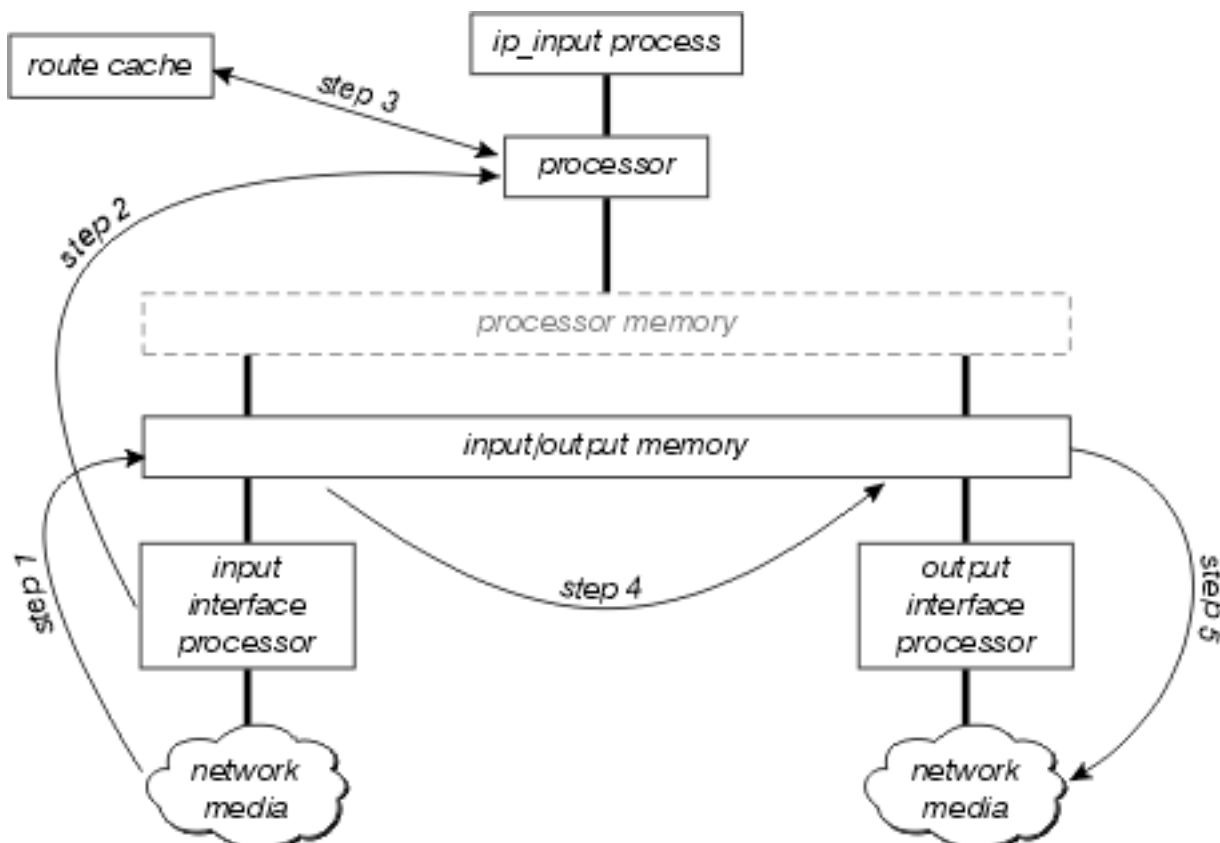 ip_input process
route cache
step 3
processor
step 2
processor memory
input/output memory
step 1
input
interface
processor
step 4
output
interface
processor
step 5
network
media
network
media